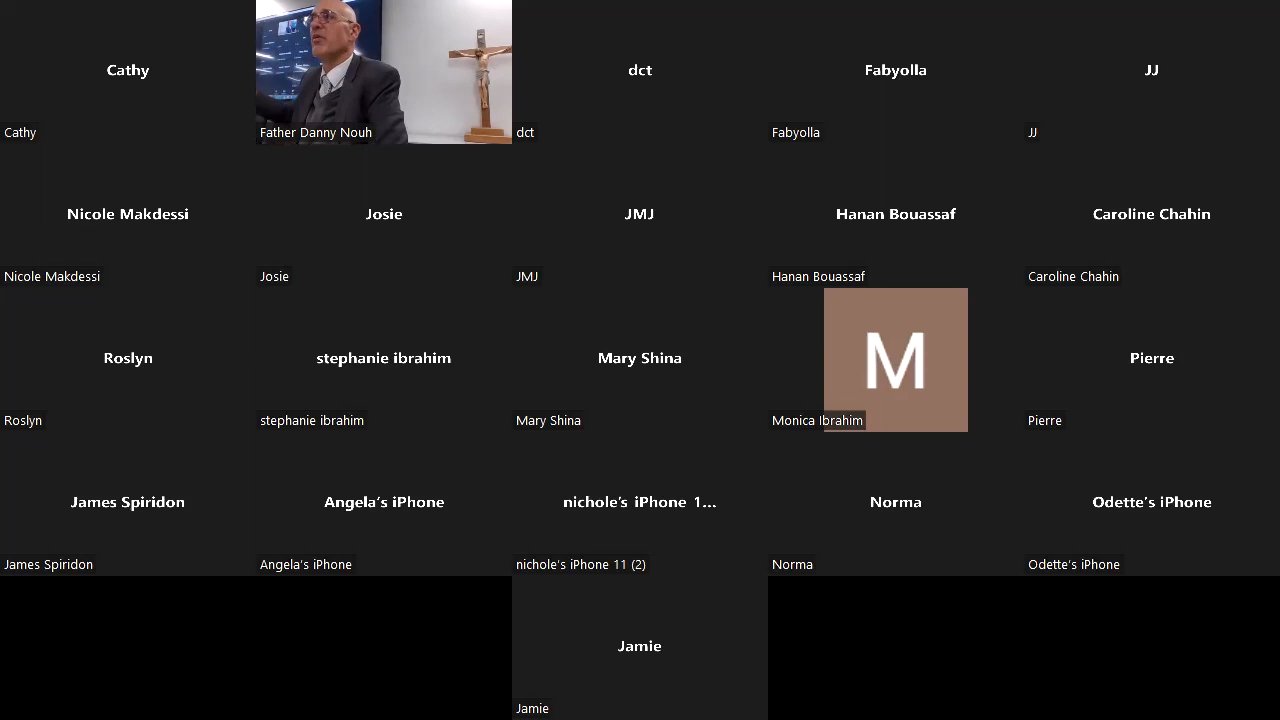 Cathy
Cathy
Father Danny Nouh
dct
dct
Fabyolla
Fabyolla
JJ
JJ
Nicole Makdessi
Nicole Makdessi
Josie
Josie
JMJ
JMJ
Hanan Bouassaf
Hanan Bouassaf
Caroline Chahin
Caroline Chahin
Roslyn
Roslyn
stephanie ibrahim
stephanie ibrahim
Mary Shina
Mary Shina
M
Monica Ibrahim
Pierre
Pierre
James Spiridon
James Spiridon
Angela's iPhone
Angela's iPhone
nichole's iPhone 1...
nichole's iPhone 11 (2)
Norma
Norma
Odette's iPhone
Odette's iPhone
Jamie
Jamie